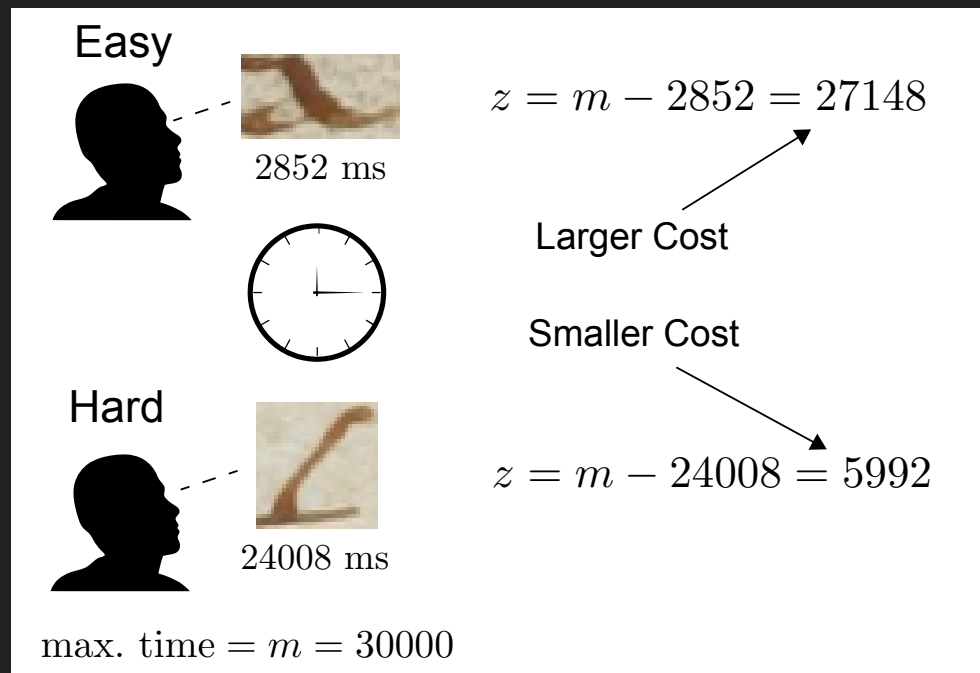 Easy
2852 ms
z = m − 2852 = 27148
Larger Cost
Smaller Cost
Hard
24008 ms
z = m − 24008 = 5992
max. time = m = 30000